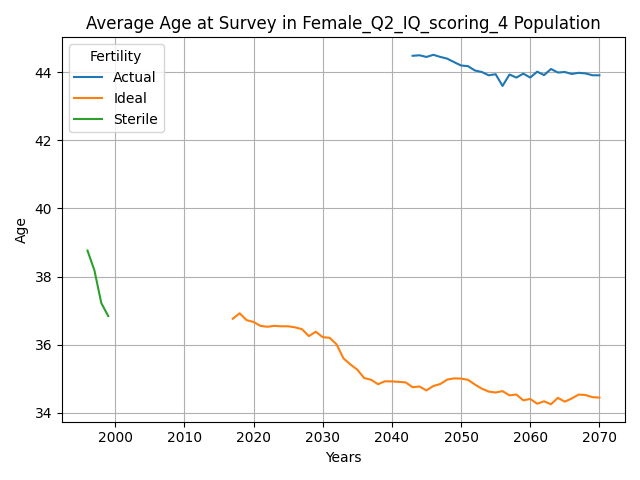 Average Age at Survey in Female_Q2_IQ_scoring_4 Population
Fertility
Actual
Ideal
Sterile
Age
44
42
40
38
36
34
2000 2010 2020 2030 2040 2050 2060 2070
Years